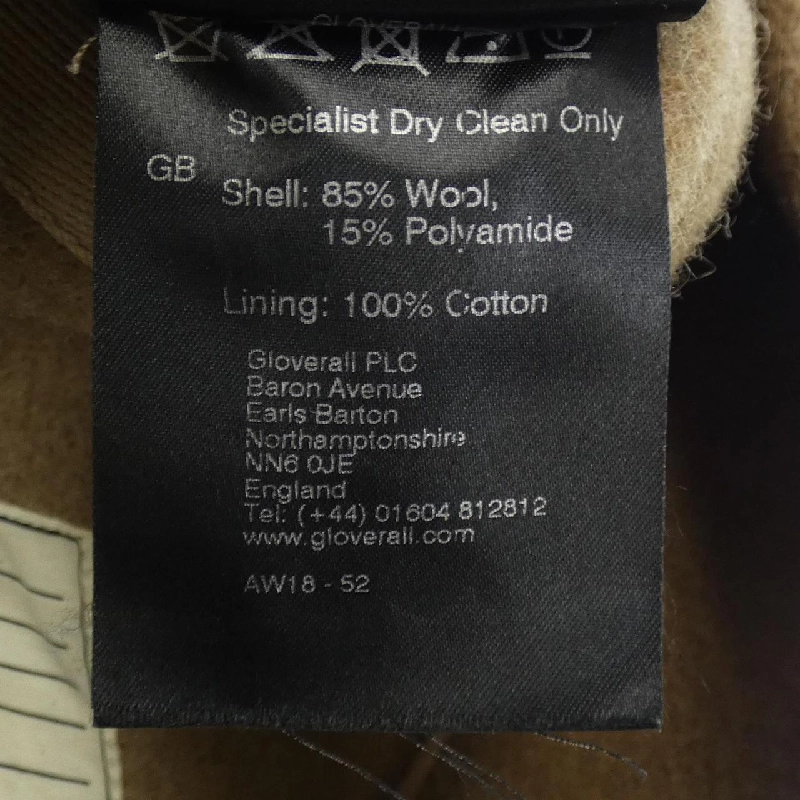 GLOVERALL
Specialist Dry Clean Only
GB
Shell: 85% Wool,
15% Polyamide
Lining: 100% Cotton
Gloverall PLC
Baron Avenue
Earls Barton
Northamptonshire
NN6 0JE
England
Tel: (+44) 01604 812812
www.gloverall.com
AW18 - 52